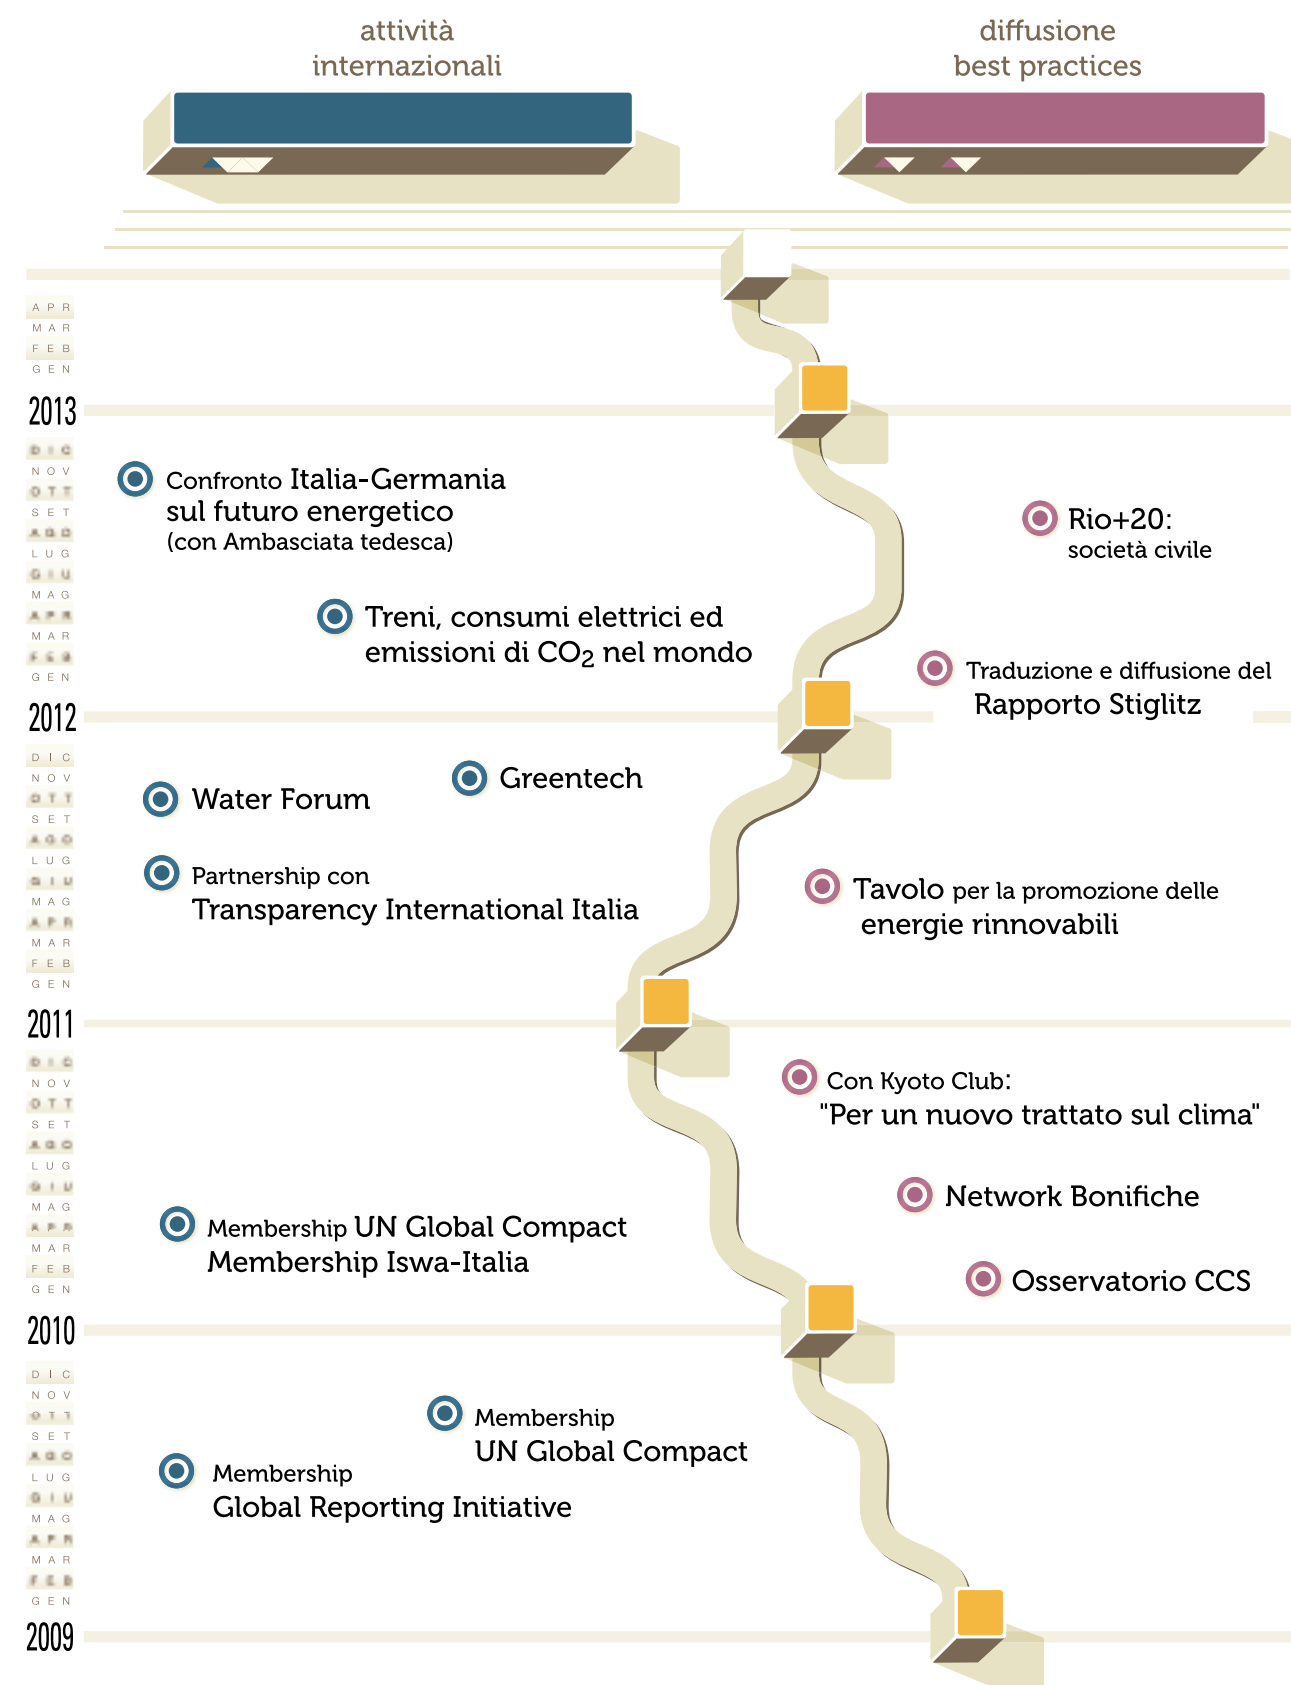 attività
internazionali
diffusione
best practices
APR
MAR
FEB
GEN
2013
NOV
SET
LUG
MAG
MAR
GEN
Confronto Italia-Germania
sul futuro energetico
(con Ambasciata tedesca)
Rio+20:
società civile
Treni, consumi elettrici ed
emissioni di CO2 nel mondo
Traduzione e diffusione del
Rapporto Stiglitz
2012
DIC
NOV
OTT
SET
LUG
MAG
APR
MAR
FEB
GEN
Greentech
Water Forum
Partnership con
Transparency International Italia
Tavolo per la promozione delle
energie rinnovabili
2011
NOV
OTT
SET
LUG
MAG
MAR
FEB
GEN
Con Kyoto Club:
"Per un nuovo trattato sul clima"
Network Bonifiche
Membership UN Global Compact
Membership Iswa-Italia
Osservatorio CCS
2010
DIC
NOV
OTT
SET
LUG
MAG
MAR
GEN
Membership
UN Global Compact
Membership
Global Reporting Initiative
2009